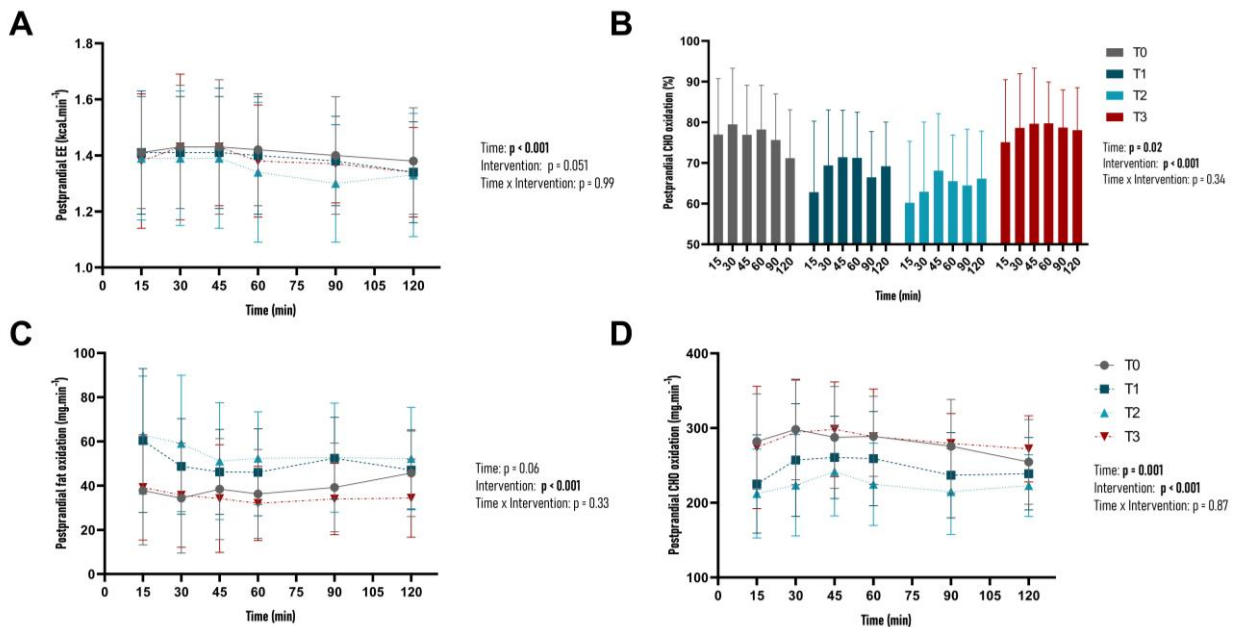 A
Postprandial EE (kcal.min⁻¹)
1.8
1.6
1.4
1.2
1.0
0 15 30 45 60 75 90 105 120
Time (min)
Time: p < 0.001
Intervention: p = 0.051
Time x Intervention: p = 0.99
B
Postprandial CHO oxidation (%)
100
90
80
70
60
50
15 30 45 60 90 120 15 30 45 60 90 120 15 30 45 60 90 120 15 30 45 60 90 120
Time (min)
T0
T1
T2
T3
Time: p = 0.02
Intervention: p < 0.001
Time x Intervention: p = 0.34
C
Postprandial fat oxidation (mg.min⁻¹)
100
80
60
40
20
0
0 15 30 45 60 75 90 105 120
Time (min)
Time: p = 0.06
Intervention: p < 0.001
Time x Intervention: p = 0.33
D
Postprandial CHO oxidation (mg.min⁻¹)
400
300
200
100
0 15 30 45 60 75 90 105 120
Time (min)
T0
T1
T2
T3
Time: p = 0.001
Intervention: p < 0.001
Time x Intervention: p = 0.87